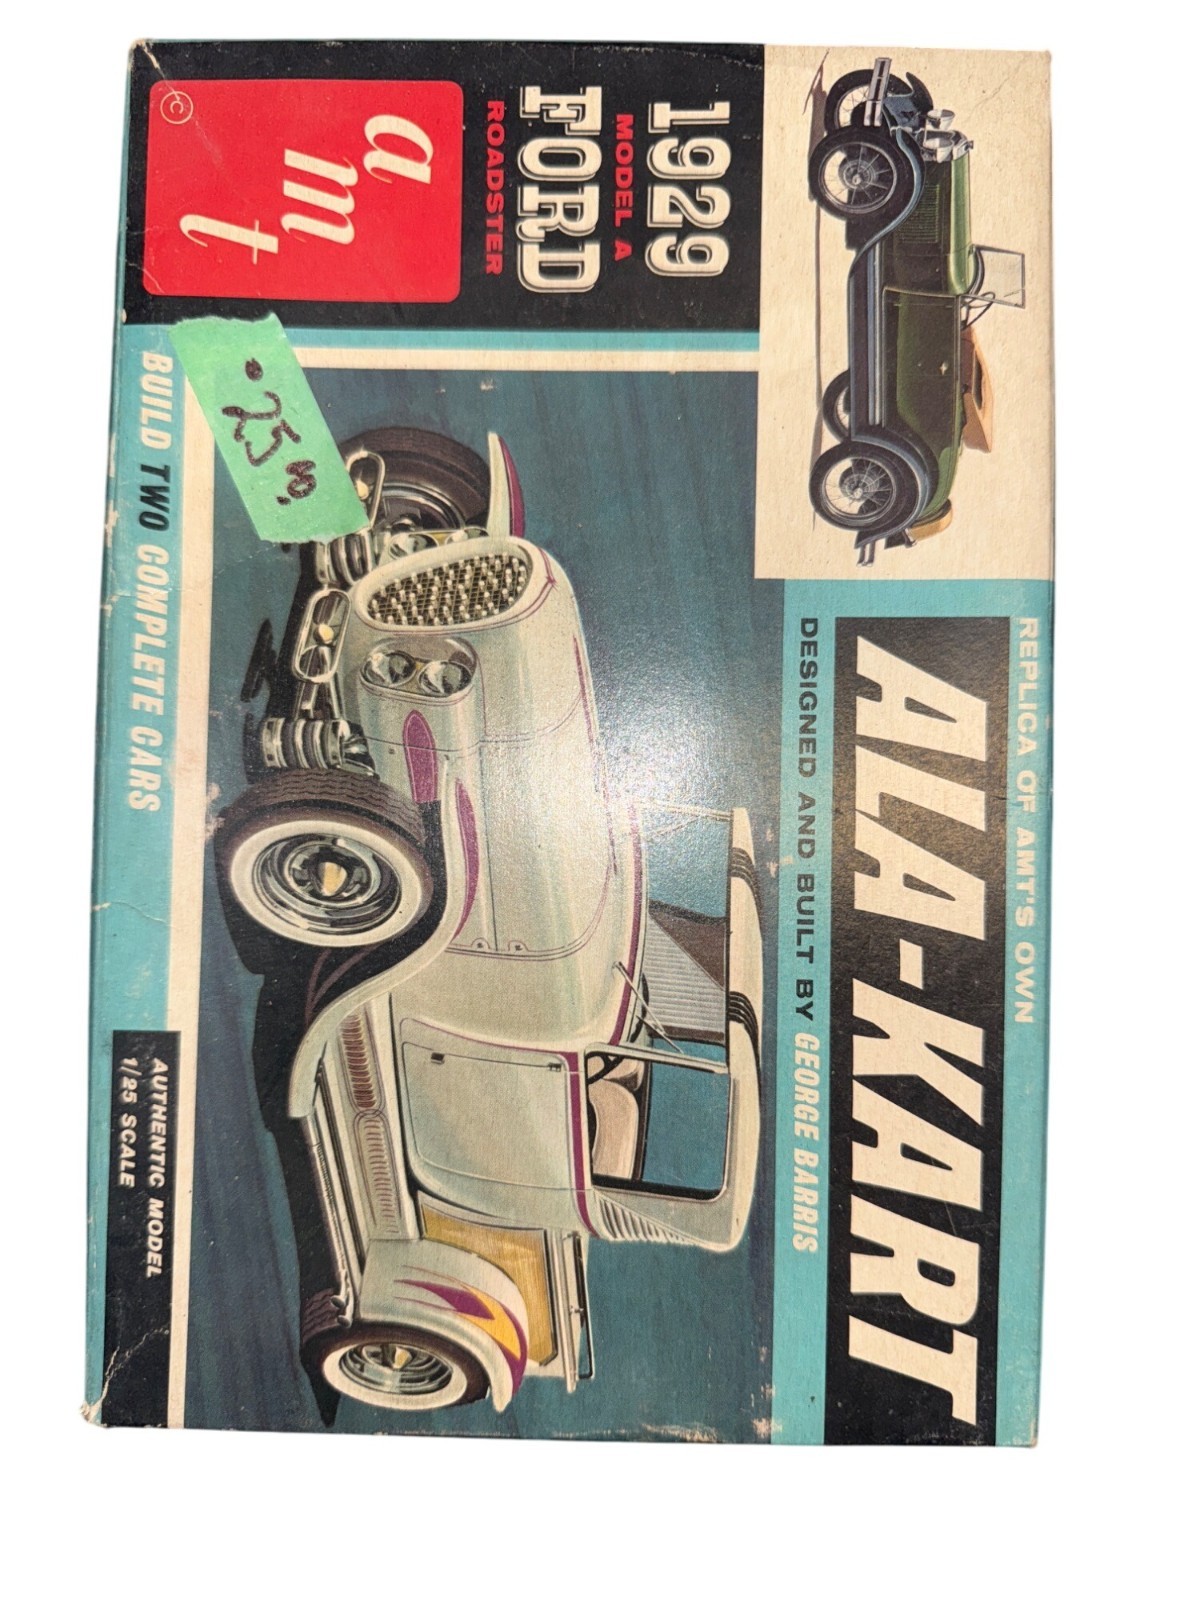 REPLICA OF AMT'S OWN
ALA-KART
DESIGNED AND BUILT BY GEORGE BARRIS
1929
MODEL A
FORD
ROADSTER
amt
©
.25
BUILD TWO COMPLETE CARS
AUTHENTIC MODEL
1/25 SCALE